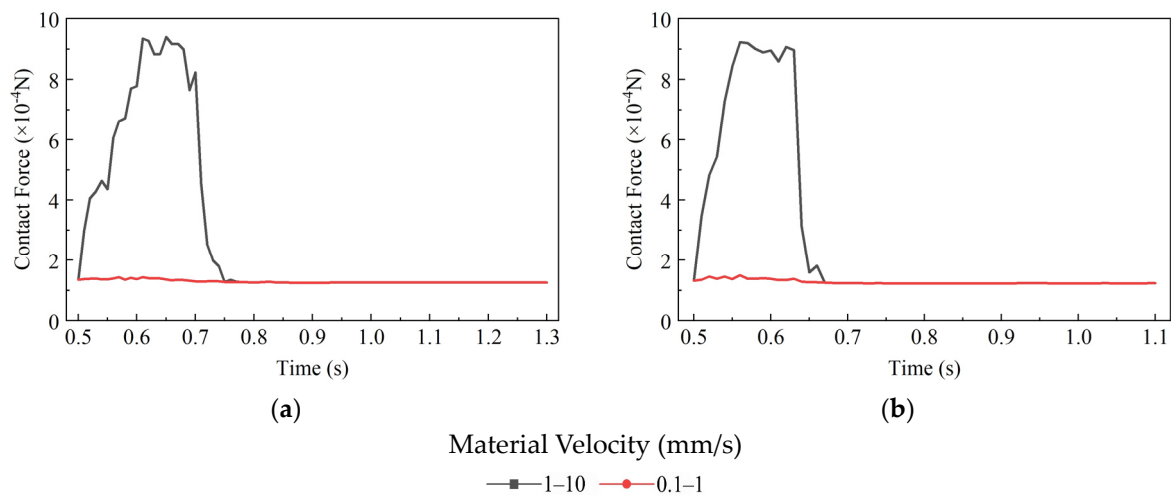 10
8
6
4
2
0
Contact Force (×10⁻⁴N)
0.5 0.6 0.7 0.8 0.9 1.0 1.1 1.2 1.3
Time (s)
(a)
10
8
6
4
2
0
Contact Force (×10⁻⁴N)
0.5 0.6 0.7 0.8 0.9 1.0 1.1
Time (s)
(b)
Material Velocity (mm/s)
1–10 0.1–1